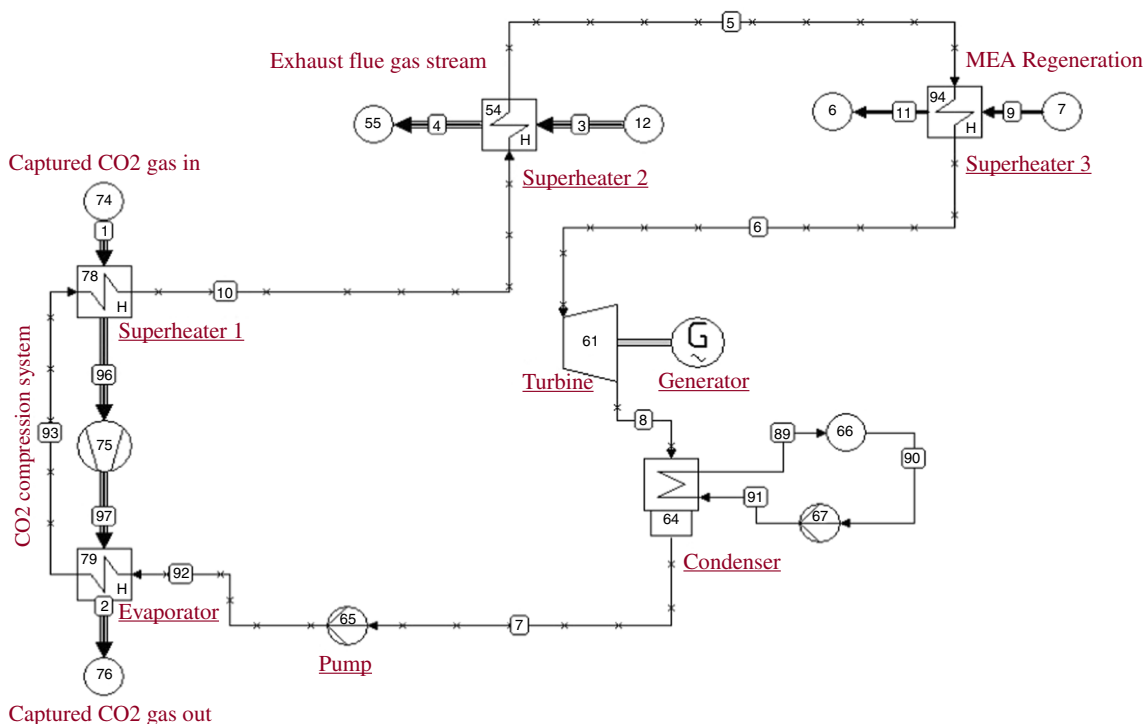 5
Exhaust flue gas stream
MEA Regeneration
54
94
55
4
3
12
6
11
9
7
H
H
Captured CO2 gas in
Superheater 2
Superheater 3
74
1
6
78
H
10
Superheater 1
61
G
~
Turbine
Generator
CO2 compression system
96
93
75
8
89
66
90
97
91
64
67
79
H
92
Condenser
2
Evaporator
65
7
Pump
76
Captured CO2 gas out